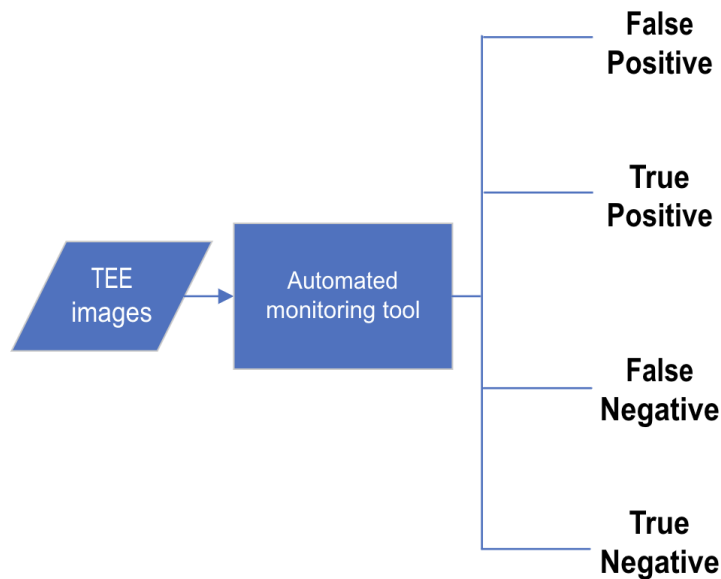 TEE
images
Automated
monitoring tool
False
Positive
True
Positive
False
Negative
True
Negative